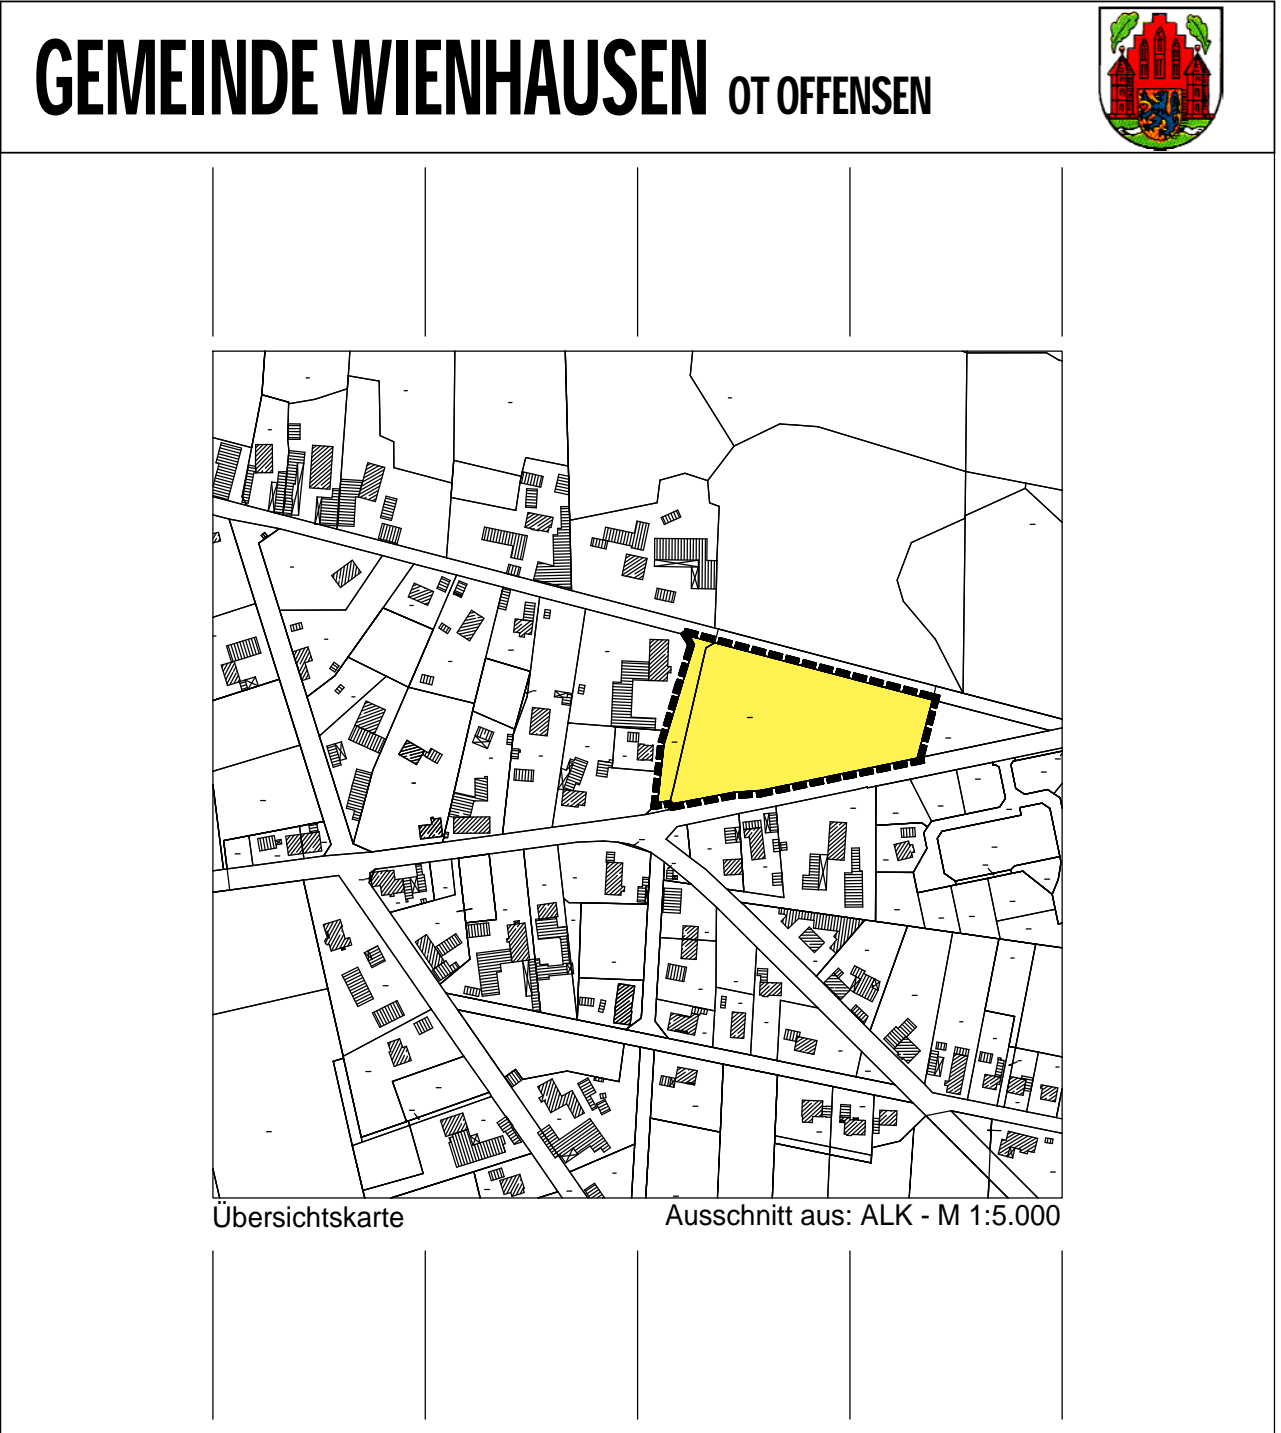 GEMEINDE WIENHAUSEN OT OFFENSEN
Übersichtskarte Ausschnitt aus: ALK - M 1:5.000